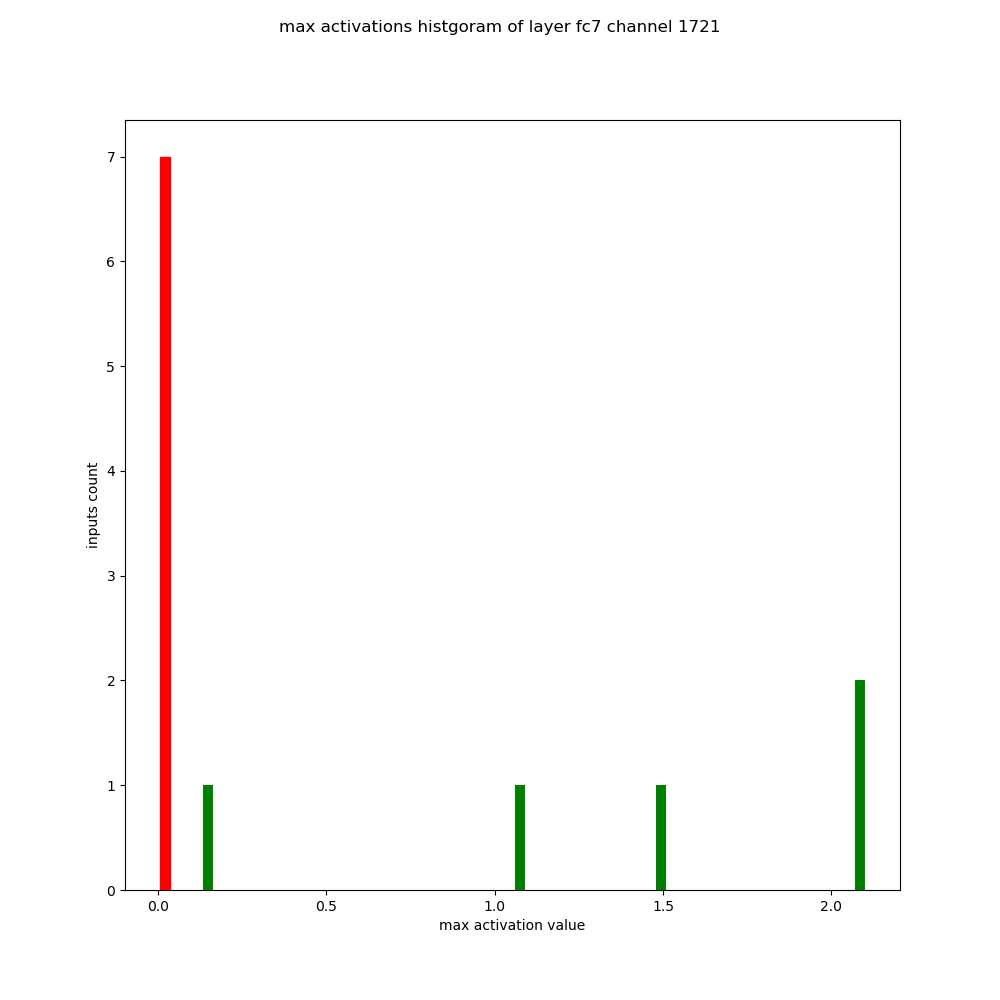 max activations histgoram of layer fc7 channel 1721
7
6
5
4
3
2
1
0
inputs count
0.0 0.5 1.0 1.5 2.0
max activation value